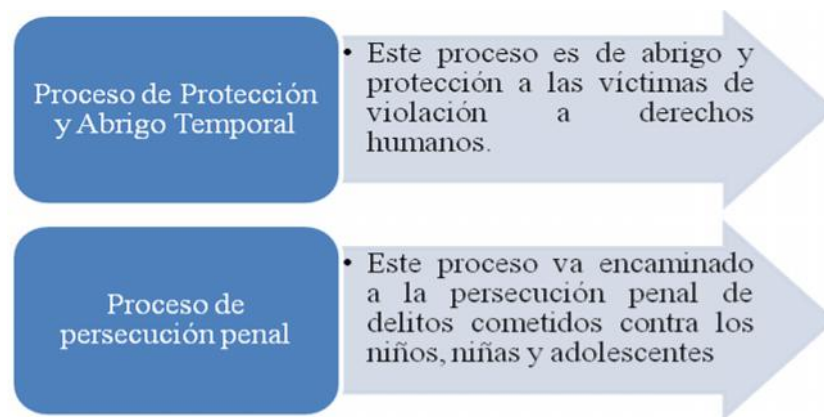 Proceso de Protección
y Abrigo Temporal
• Este proceso es de abrigo y
protección a las víctimas de
violación a derechos
humanos.
Proceso de
persecución penal
• Este proceso va encaminado
a la persecución penal de
delitos cometidos contra los
niños, niñas y adolescentes